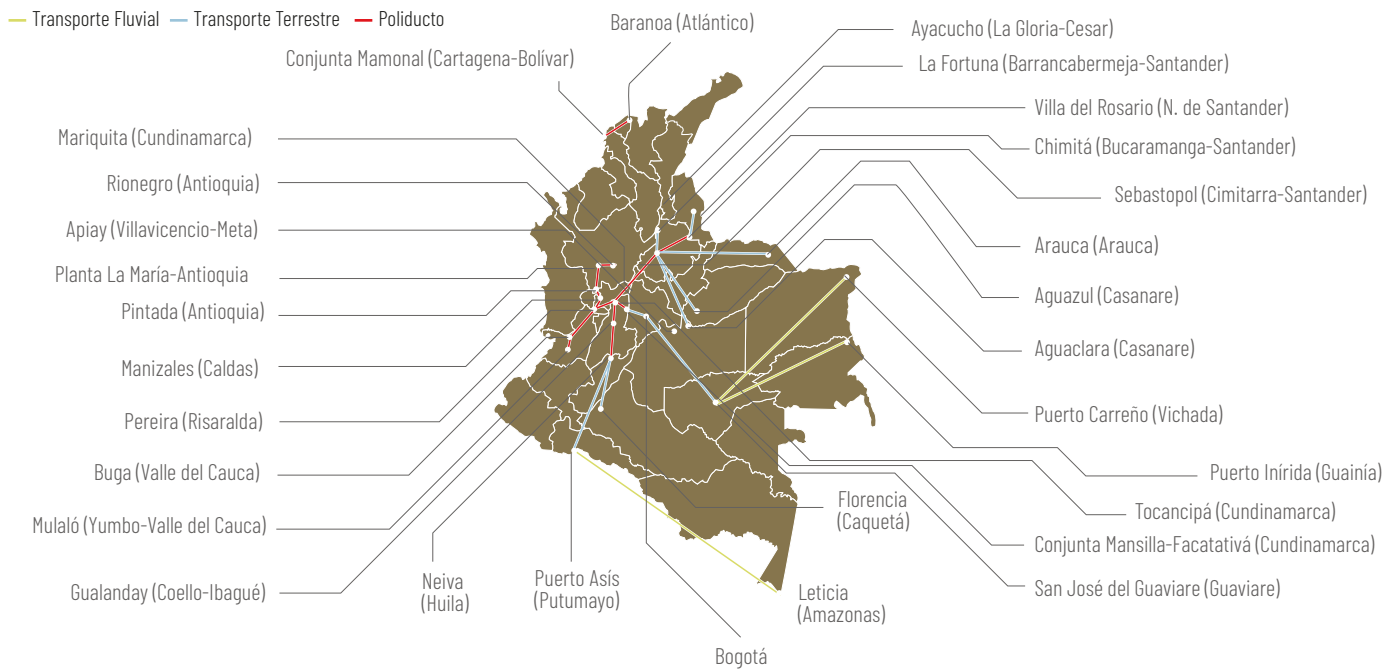 Transporte Fluvial
Transporte Terrestre
Poliducto
Baranoa (Atlántico)
Conjunta Mamonal (Cartagena-Bolívar)
Mariquita (Cundinamarca)
Rionegro (Antioquia)
Apiay (Villavicencio-Meta)
Planta La María-Antioquia
Pintada (Antioquia)
Manizales (Caldas)
Pereira (Risaralda)
Buga (Valle del Cauca)
Mulaló (Yumbo-Valle del Cauca)
Gualanday (Coello-Ibagué)
Neiva
(Huila)
Puerto Asís
(Putumayo)
Bogotá
Leticia
(Amazonas)
Florencia
(Caquetá)
Ayacucho (La Gloria-Cesar)
La Fortuna (Barrancabermeja-Santander)
Villa del Rosario (N. de Santander)
Chimitá (Bucaramanga-Santander)
Sebastopol (Cimitarra-Santander)
Arauca (Arauca)
Aguazul (Casanare)
Aguaclara (Casanare)
Puerto Carreño (Vichada)
Puerto Inírida (Guainía)
Tocancipá (Cundinamarca)
Conjunta Mansilla-Facatativá (Cundinamarca)
San José del Guaviare (Guaviare)